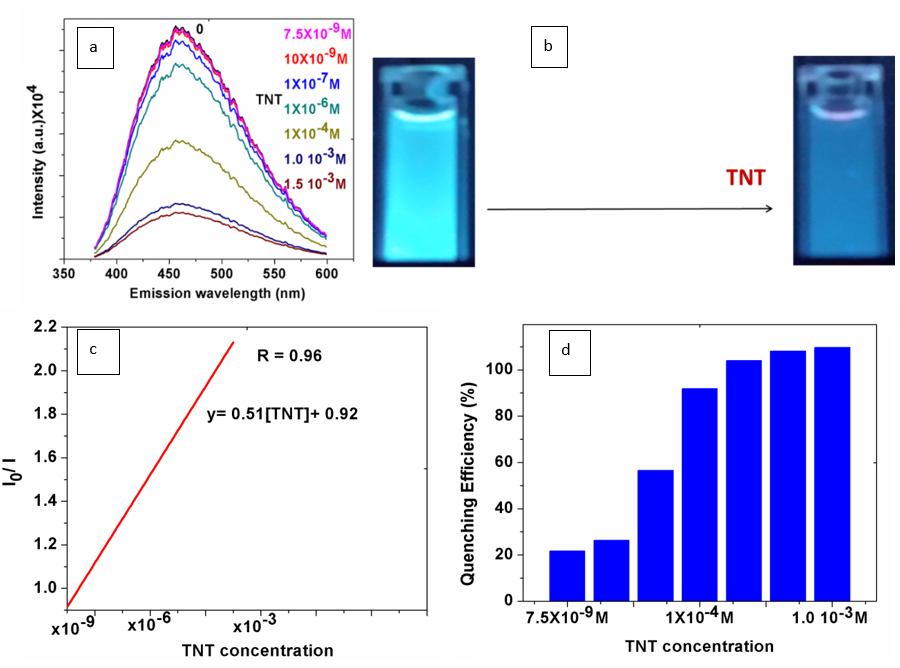 a
0
7.5X10-9M
10X10-9M
1X10-7M
TNT
1X10-6M
1X10-4M
1.0 10-3M
1.5 10-3M
Intensity (a.u.)X104
350 400 450 500 550 600
Emission wavelength (nm)
b
TNT
c
2.2
2.0
1.8
1.6
1.4
1.2
1.0
I0/ I
R = 0.96
y= 0.51[TNT]+ 0.92
x10-9 x10-6 x10-3
TNT concentration
d
100
80
60
40
20
0
Quenching Efficiency (%)
7.5X10-9M 1X10-4M 1.0 10-3M
TNT concentration